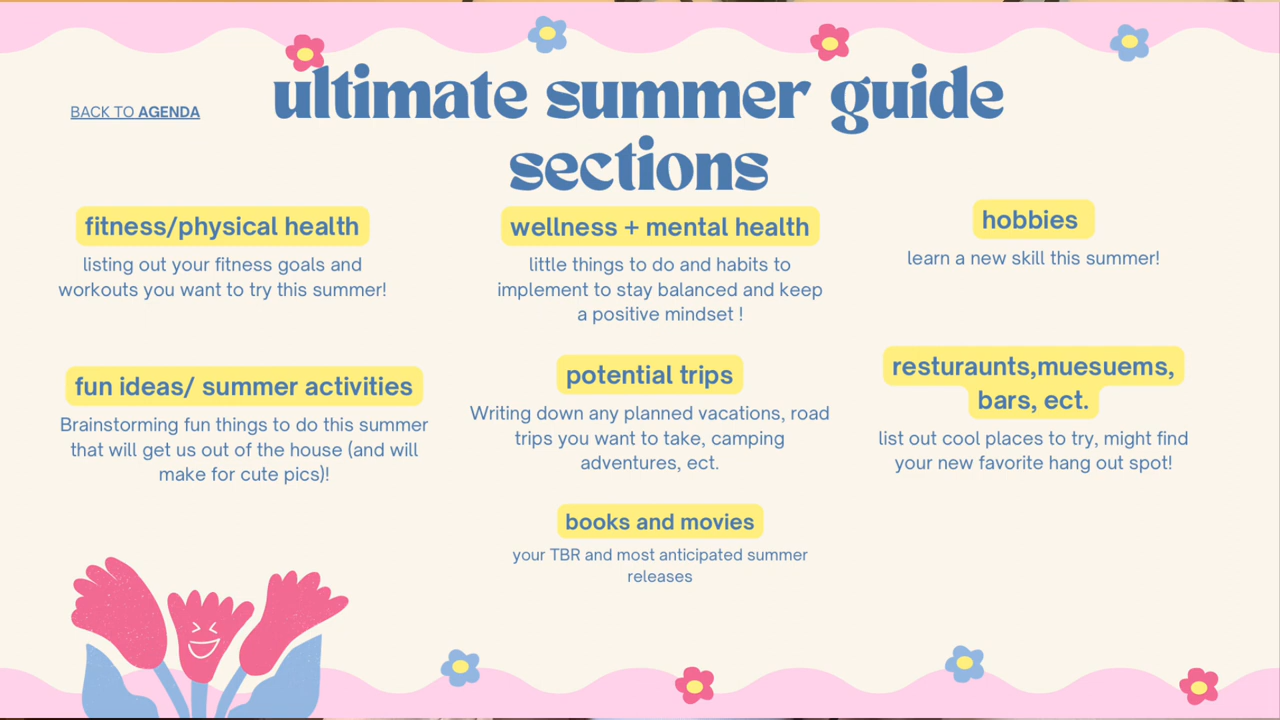 BACK TO AGENDA
ultimate summer guide
sections
fitness/physical health
listing out your fitness goals and
workouts you want to try this summer!
wellness + mental health
little things to do and habits to
implement to stay balanced and keep
a positive mindset !
hobbies
learn a new skill this summer!
fun ideas/ summer activities
Brainstorming fun things to do this summer
that will get us out of the house (and will
make for cute pics)!
potential trips
Writing down any planned vacations, road
trips you want to take, camping
adventures, ect.
resturaunts,muesuems,
bars, ect.
list out cool places to try, might find
your new favorite hang out spot!
books and movies
your TBR and most anticipated summer
releases